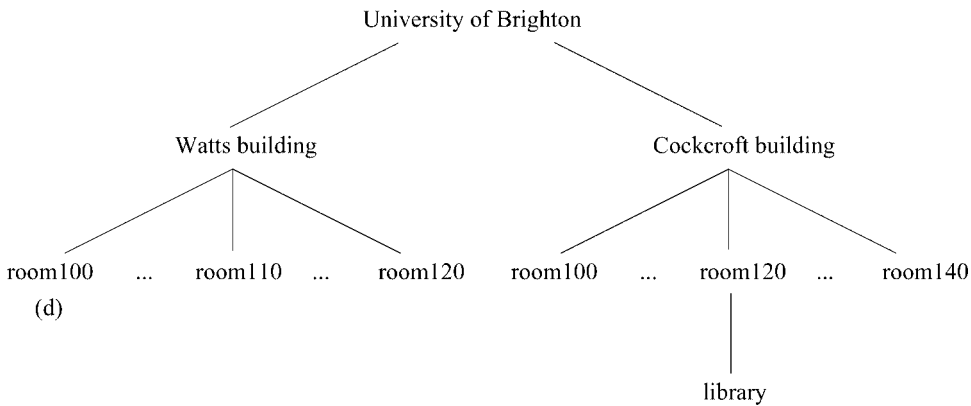 University of Brighton
Watts building Cockcroft building
room100 ... room110 ... room120 room100 ... room120 ... room140
(d)
library